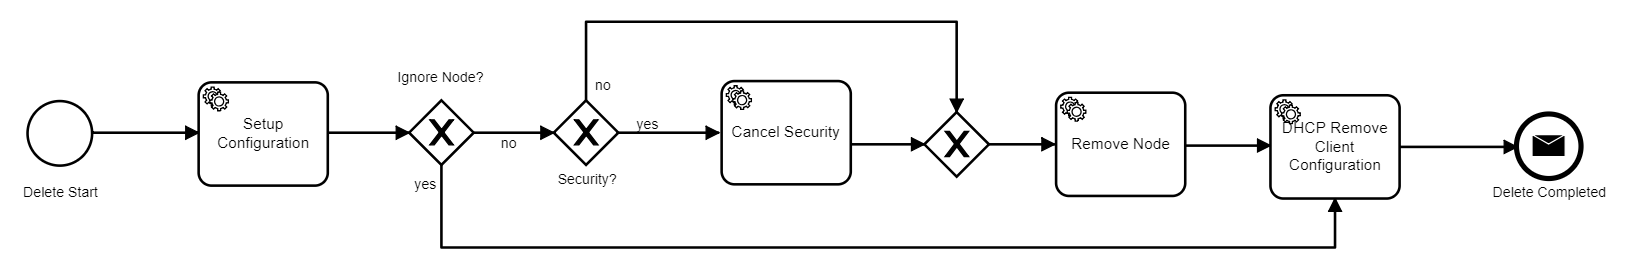 Delete Start
Setup
Configuration
Ignore Node?
yes
no
Security?
no
yes
Cancel Security
Remove Node
DHCP Remove
Client
Configuration
Delete Completed